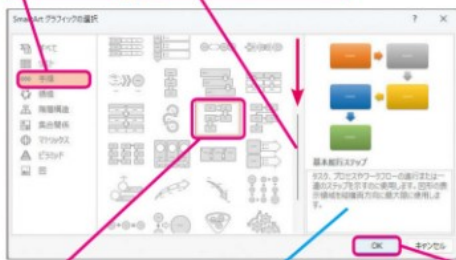 SmartArt グラフィックの選択
? ×
すべて
リスト
手順
循環
階層構造
集合関係
マトリックス
ピラミッド
図
基本蛇行ステップ
タスク、プロセスやワークフローの進行または一
連のステップを示すのに使用します。図形の表
示領域を縦横両方向に最大限に使用しま
す。
OK キャンセル